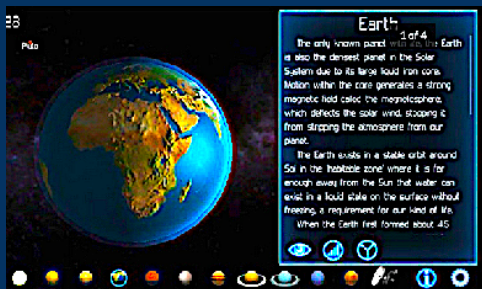 Earth
1 of 4
Pluto
The only known panet with life, the Earth
is also the densest planet in the Solar
System due to its large liquid iron core.
Motion within the core generates a strong
magnetic field called the magnetosphere,
which deflects the solar wind, stopping it
from stripping the atmosphere from our
planet.
The Earth exists in a stable orbit around
Sol in the 'habitable zone' where it is far
enough away from the Sun that water can
exist in a liquid state on the surface without
freezing, a requirement for our kind of life.
When the Earth first formed about 4.5